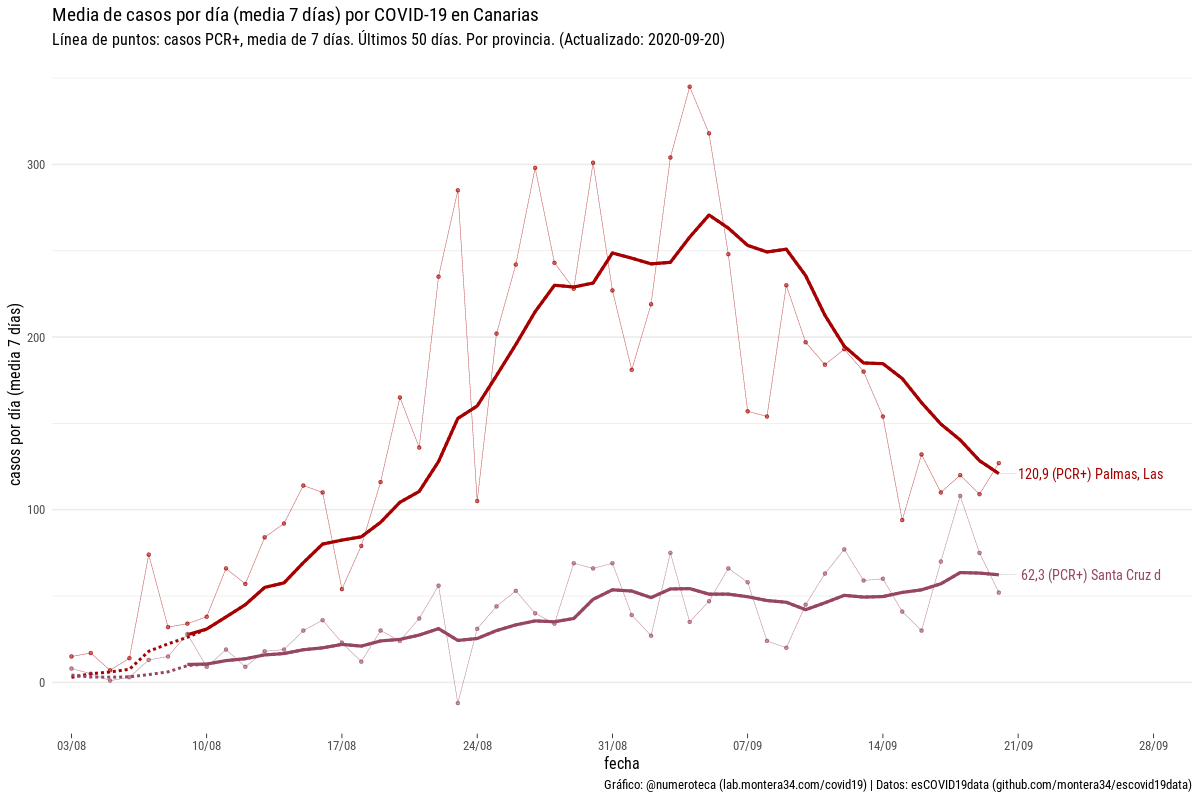 Media de casos por día (media 7 días) por COVID-19 en Canarias
Línea de puntos: casos PCR+, media de 7 días. Últimos 50 días. Por provincia. (Actualizado: 2020-09-20)
casos por día (media 7 días)
300
200
100
0
120,9 (PCR+) Palmas, Las
62,3 (PCR+) Santa Cruz d
03/08 10/08 17/08 24/08 31/08 07/09 14/09 21/09 28/09
fecha
Gráfico: @numeroteca (lab.montera34.com/covid19) | Datos: esCOVID19data (github.com/montera34/escovid19data)